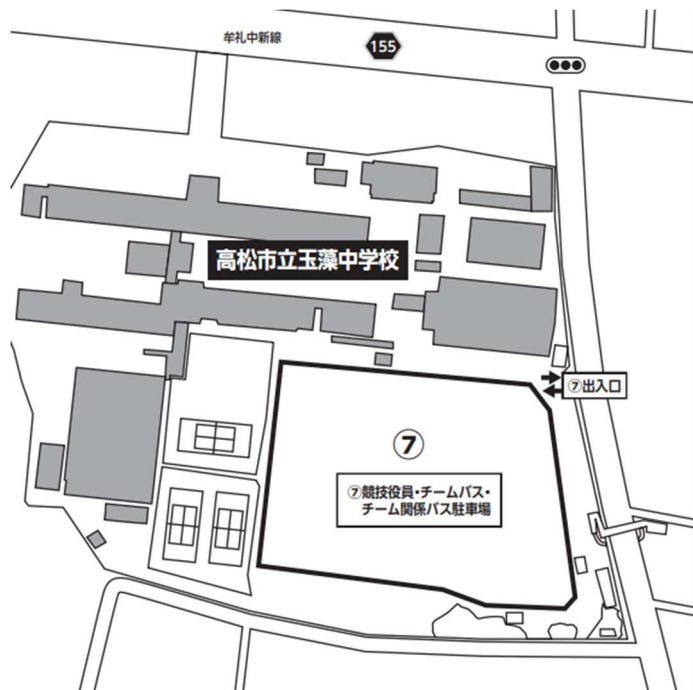 牟礼中新線
155
高松市立玉藻中学校
⑦出入口
⑦
⑦競技役員・チームバス・
チーム関係バス駐車場